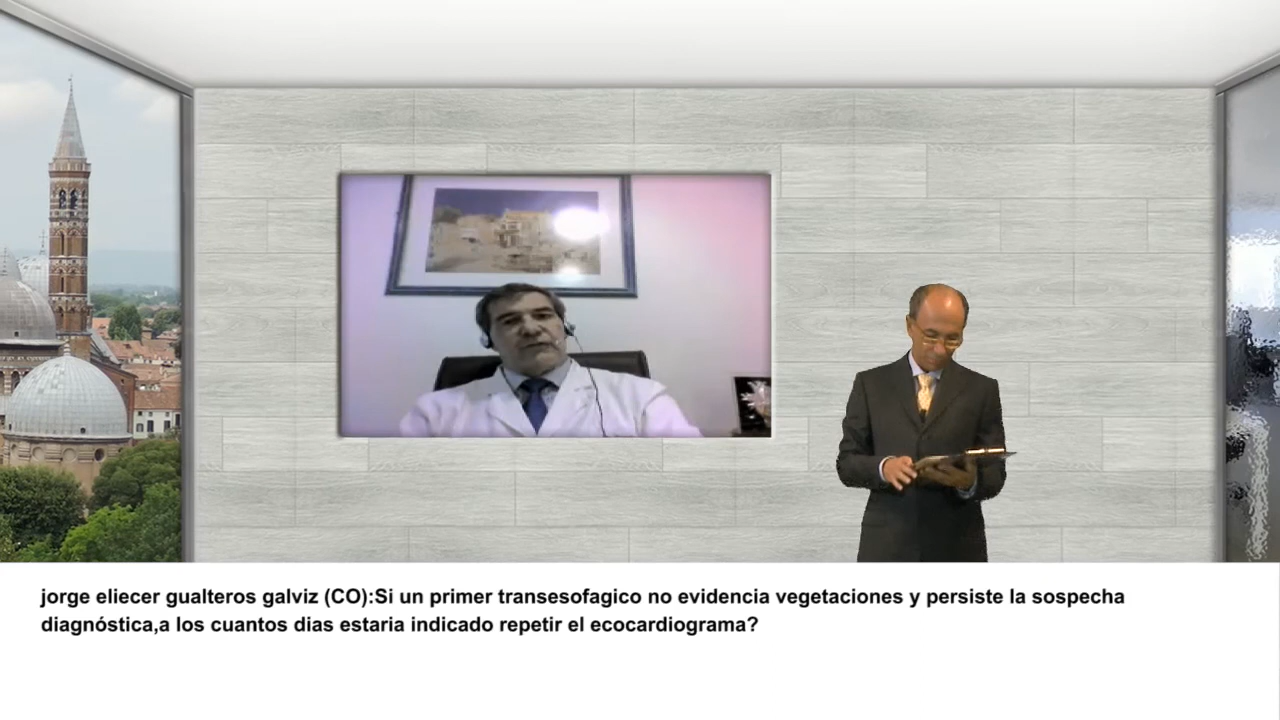 jorge eliecer gualteros galviz (CO):Si un primer transesofagico no evidencia vegetaciones y persiste la sospecha
diagnóstica,a los cuantos dias estaria indicado repetir el ecocardiograma?